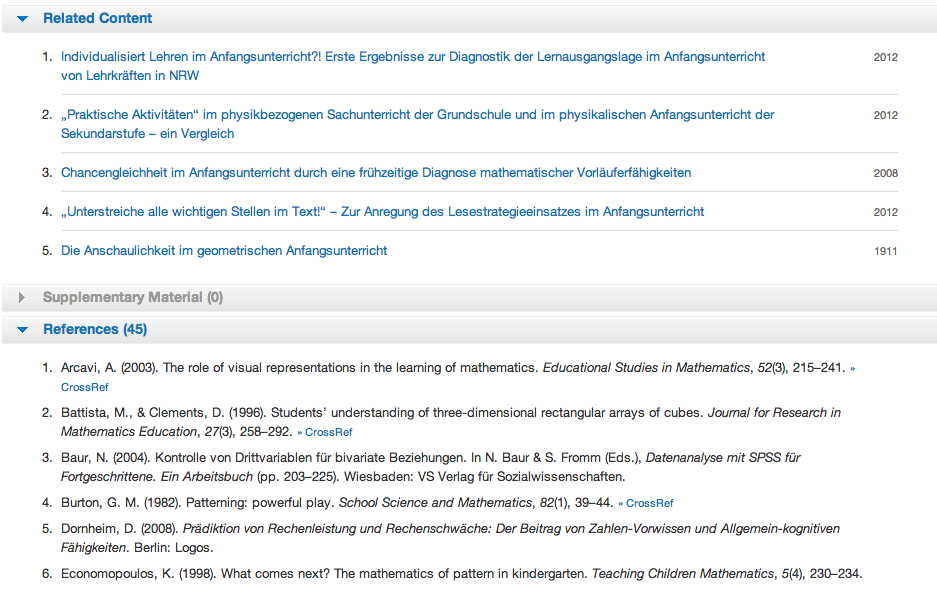 Related Content
1. Individualisiert Lehren im Anfangsunterricht?! Erste Ergebnisse zur Diagnostik der Lernausgangslage im Anfangsunterricht 2012
von Lehrkräften in NRW
2. „Praktische Aktivitäten“ im physikbezogenen Sachunterricht der Grundschule und im physikalischen Anfangsunterricht der 2012
Sekundarstufe – ein Vergleich
3. Chancengleichheit im Anfangsunterricht durch eine frühzeitige Diagnose mathematischer Vorläuferfähigkeiten 2008
4. „Unterstreiche alle wichtigen Stellen im Text!“ – Zur Anregung des Lesestrategieeinsatzes im Anfangsunterricht 2012
5. Die Anschaulichkeit im geometrischen Anfangsunterricht 1911
Supplementary Material (0)
References (45)
1. Arcavi, A. (2003). The role of visual representations in the learning of mathematics. Educational Studies in Mathematics, 52(3), 215–241. »
CrossRef
2. Battista, M., & Clements, D. (1996). Students’ understanding of three-dimensional rectangular arrays of cubes. Journal for Research in
Mathematics Education, 27(3), 258–292. » CrossRef
3. Baur, N. (2004). Kontrolle von Drittvariablen für bivariate Beziehungen. In N. Baur & S. Fromm (Eds.), Datenanalyse mit SPSS für
Fortgeschrittene. Ein Arbeitsbuch (pp. 203–225). Wiesbaden: VS Verlag für Sozialwissenschaften.
4. Burton, G. M. (1982). Patterning: powerful play. School Science and Mathematics, 82(1), 39–44. » CrossRef
5. Dornheim, D. (2008). Prädiktion von Rechenleistung und Rechenschwäche: Der Beitrag von Zahlen-Vorwissen und Allgemein-kognitiven
Fähigkeiten. Berlin: Logos.
6. Economopoulos, K. (1998). What comes next? The mathematics of pattern in kindergarten. Teaching Children Mathematics, 5(4), 230–234.